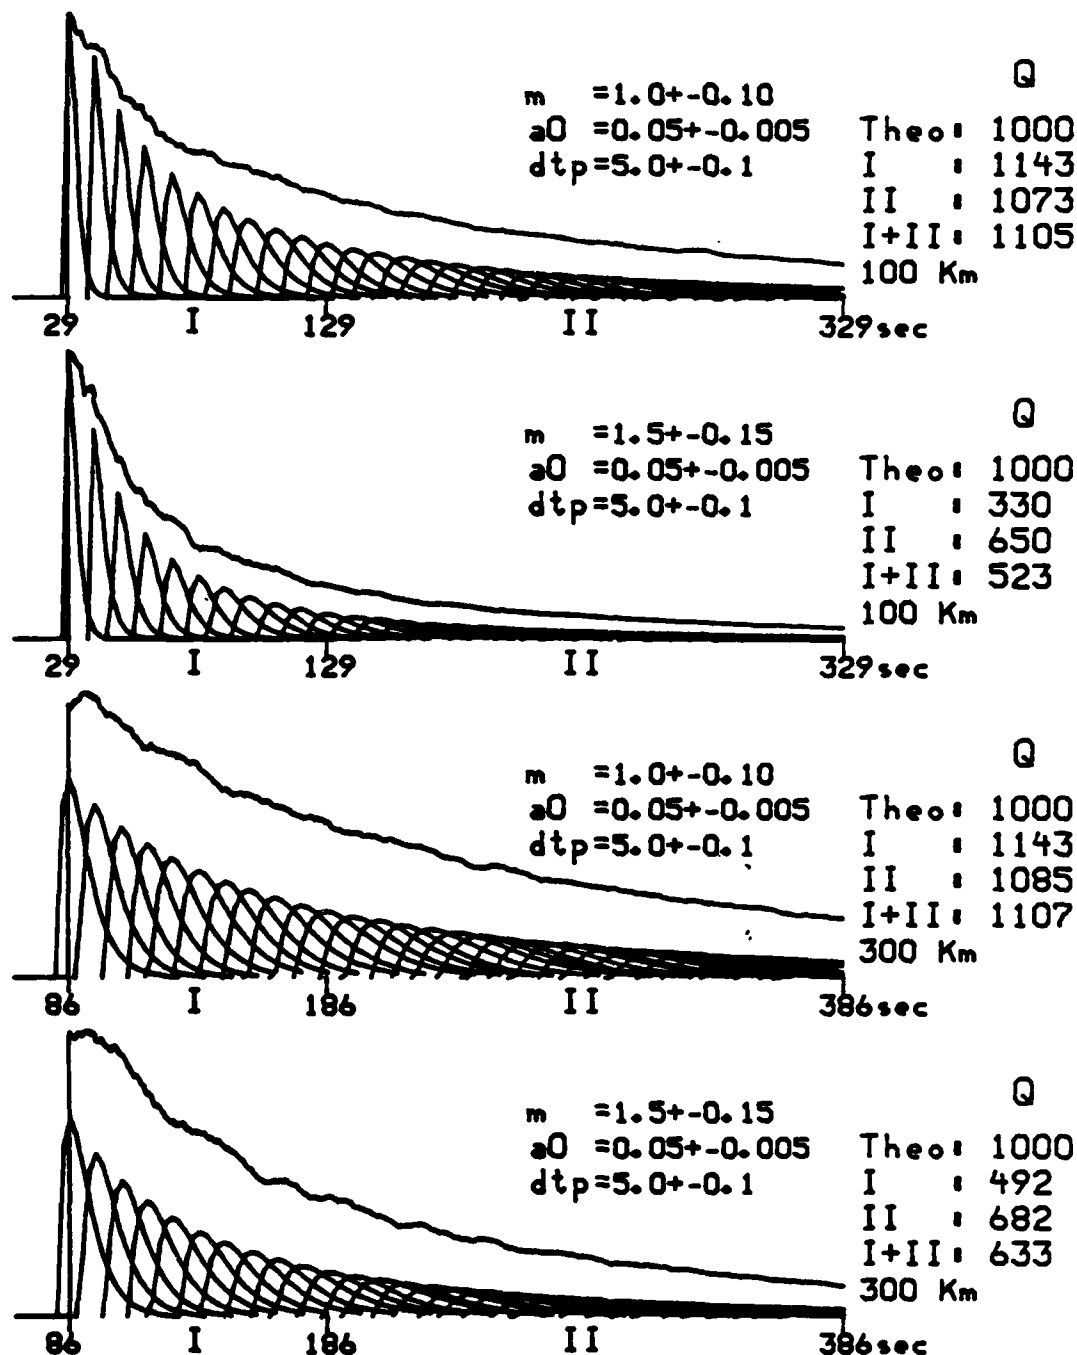 Q
m =1.0+-0.10
a0 =0.05+-0.005 Theo: 1000
dtp=5.0+-0.1 I : 1143
II : 1073
I+II: 1105
100 Km
29 I 129 II 329sec
Q
m =1.5+-0.15
a0 =0.05+-0.005 Theo: 1000
dtp=5.0+-0.1 I : 330
II : 650
I+II: 523
100 Km
29 I 129 II 329sec
Q
m =1.0+-0.10
a0 =0.05+-0.005 Theo: 1000
dtp=5.0+-0.1 I : 1143
II : 1085
I+II: 1107
300 Km
86 I 186 II 386sec
Q
m =1.5+-0.15
a0 =0.05+-0.005 Theo: 1000
dtp=5.0+-0.1 I : 492
II : 682
I+II: 633
300 Km
86 I 186 II 386sec